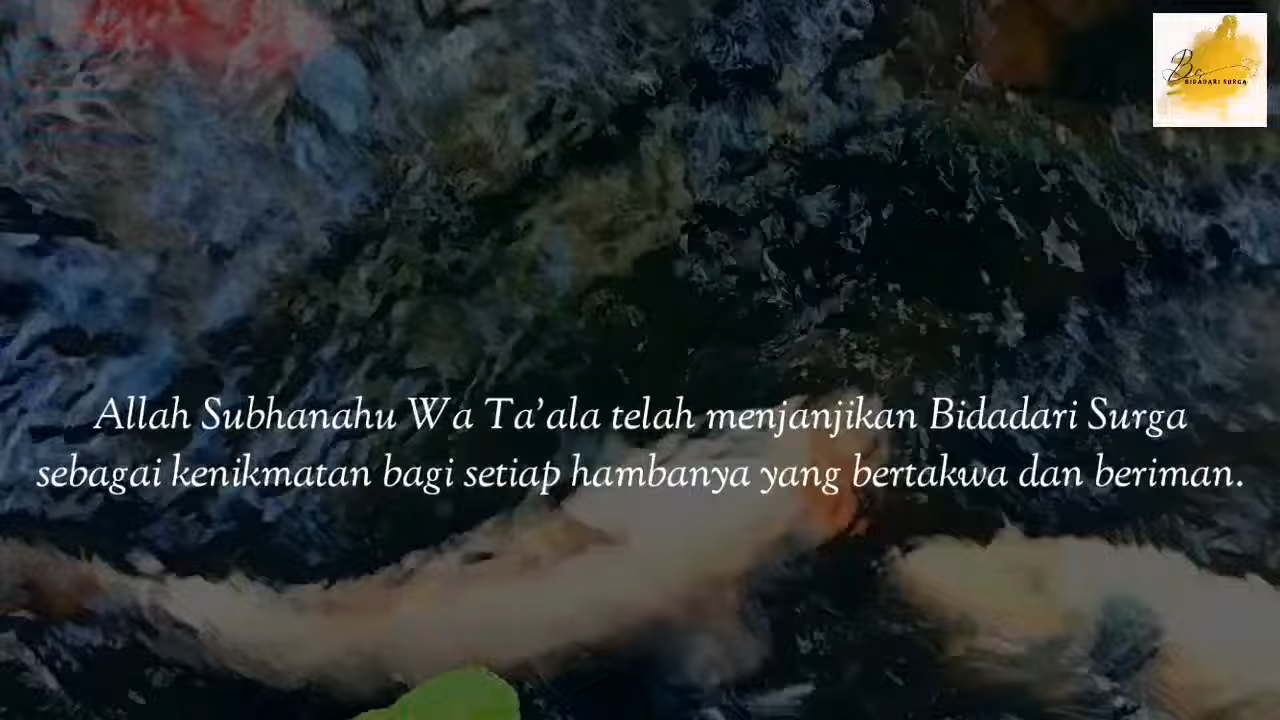 Bs
BIDADARI SURGA
Allah Subhanahu Wa Ta'ala telah menjanjikan Bidadari Surga
sebagai kenikmatan bagi setiap hambanya yang bertakwa dan beriman.